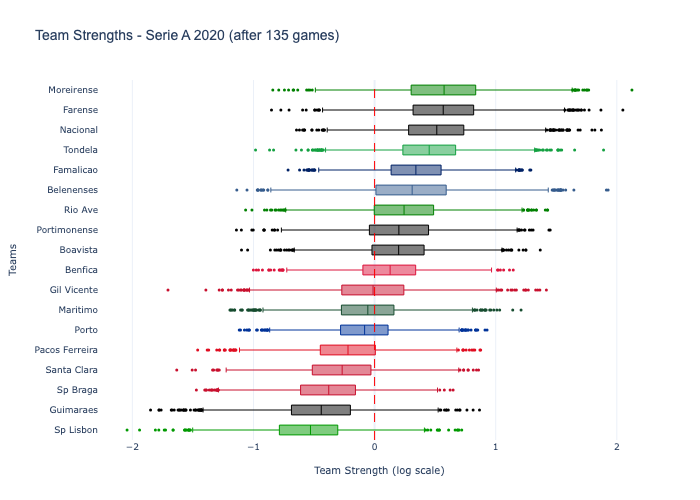 Team Strengths - Serie A 2020 (after 135 games)
Moreirense
Farense
Nacional
Tondela
Famalicao
Belenenses
Rio Ave
Portimonense
Boavista
Benfica
Gil Vicente
Maritimo
Porto
Pacos Ferreira
Santa Clara
Sp Braga
Guimaraes
Sp Lisbon
Teams
−2 −1 0 1 2
Team Strength (log scale)